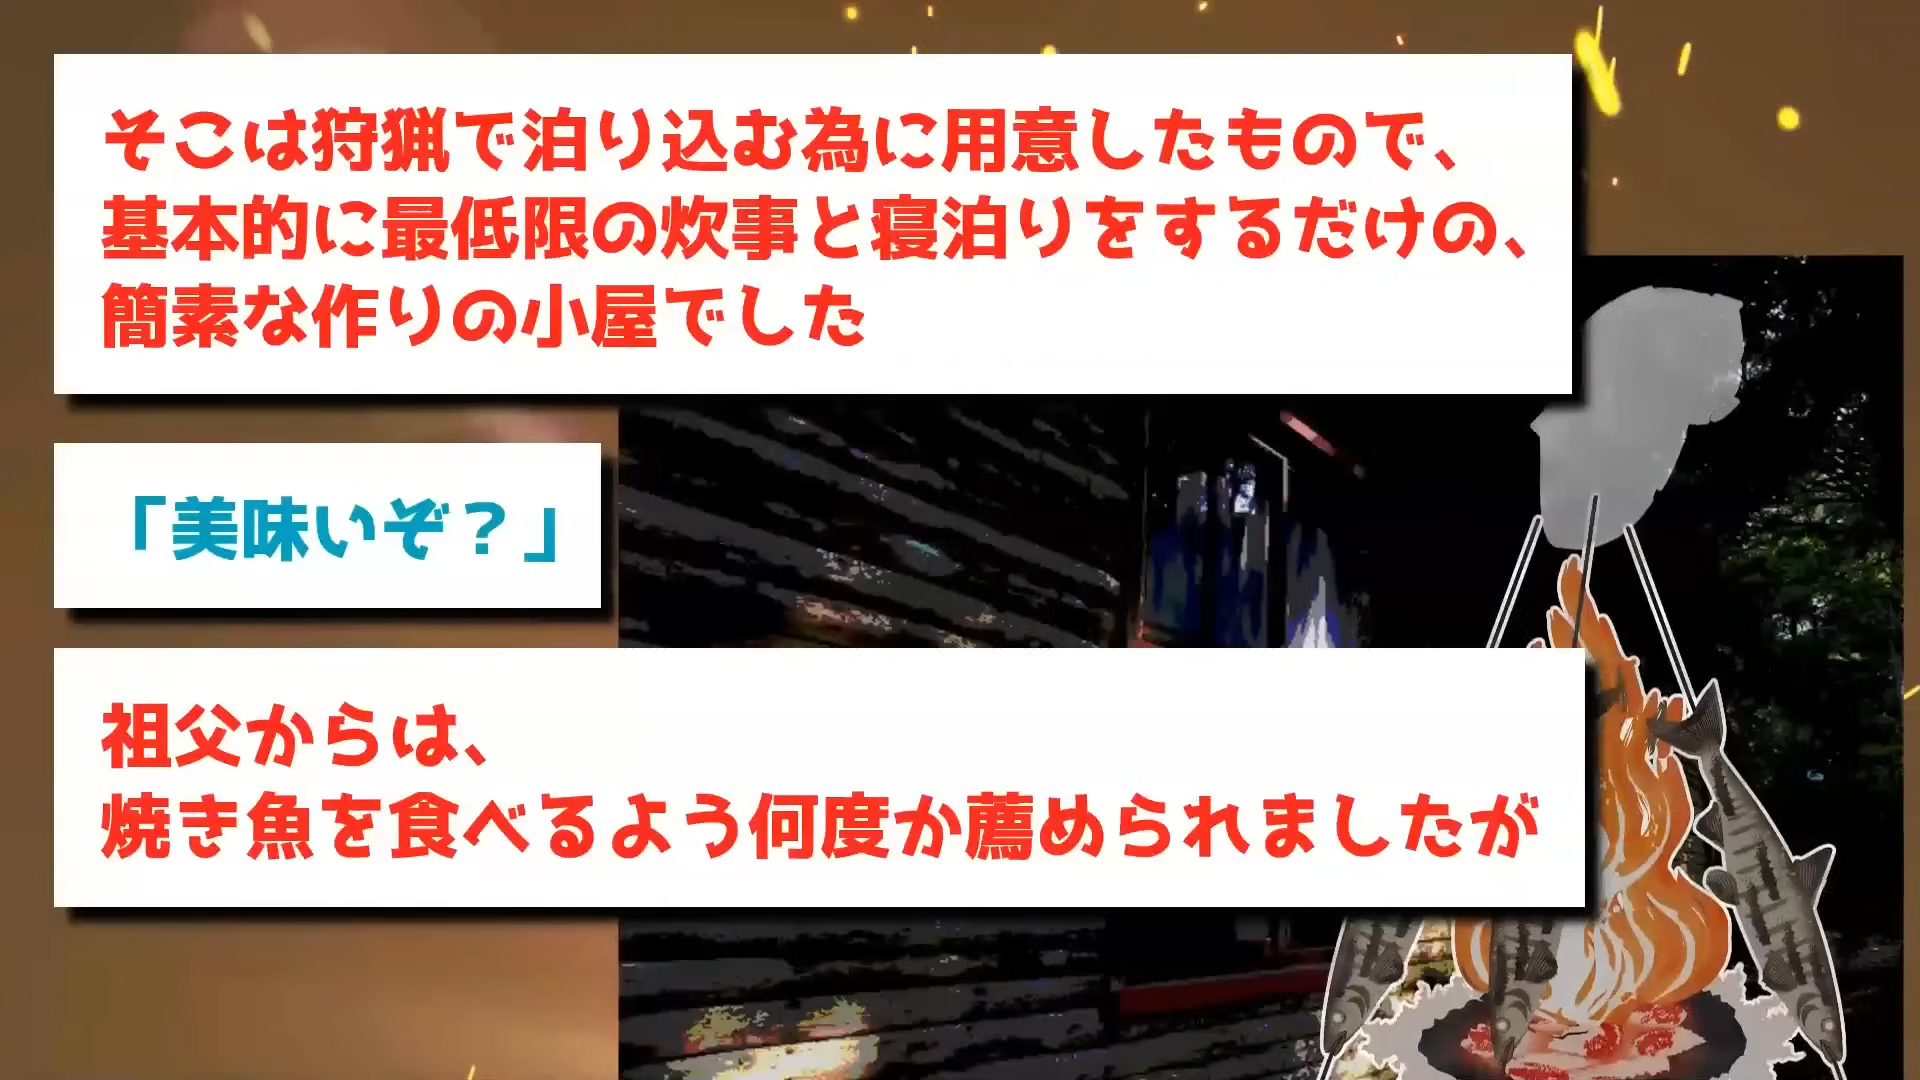 そこは狩猟で泊り込む為に用意したもので、
基本的に最低限の炊事と寝泊りをするだけの、
簡素な作りの小屋でした
「美味いぞ？」
祖父からは、
焼き魚を食べるよう何度か薦められましたが